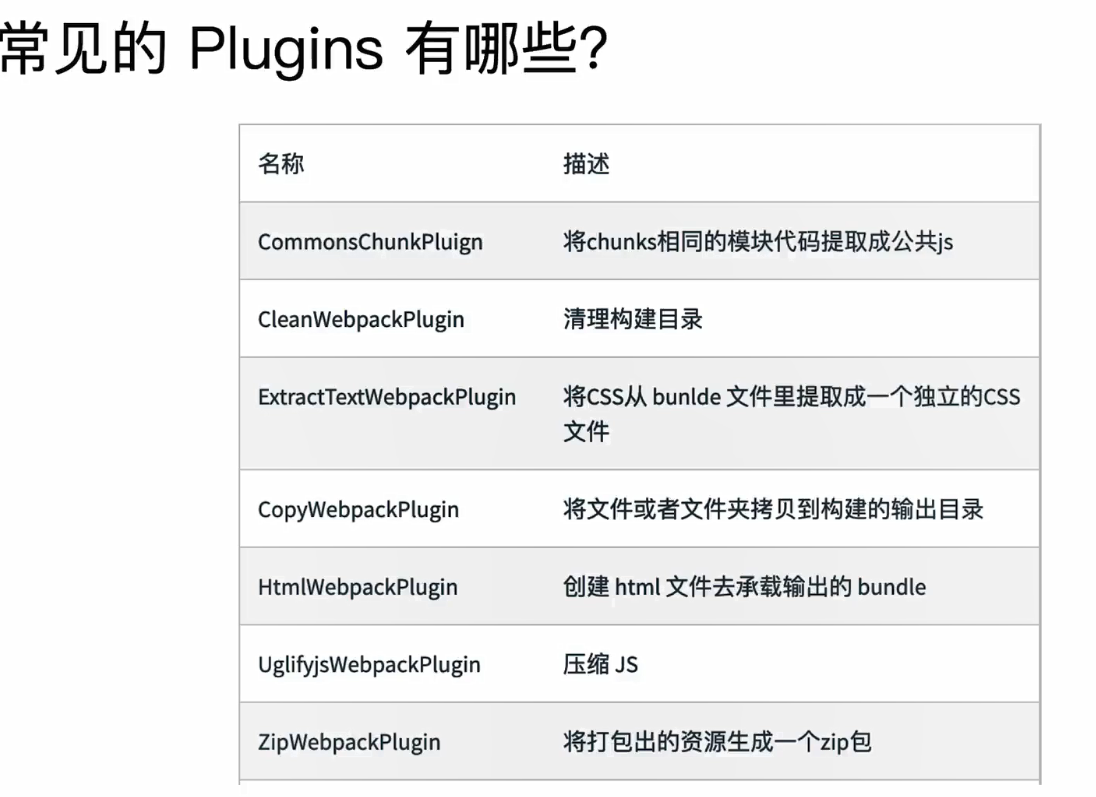 常见的 Plugins 有哪些?
名称 描述
CommonsChunkPluign 将chunks相同的模块代码提取成公共js
CleanWebpackPlugin 清理构建目录
ExtractTextWebpackPlugin 将CSS从 bunlde 文件里提取成一个独立的CSS
文件
CopyWebpackPlugin 将文件或者文件夹拷贝到构建的输出目录
HtmlWebpackPlugin 创建 html 文件去承载输出的 bundle
UglifyjsWebpackPlugin 压缩 JS
ZipWebpackPlugin 将打包出的资源生成一个zip包